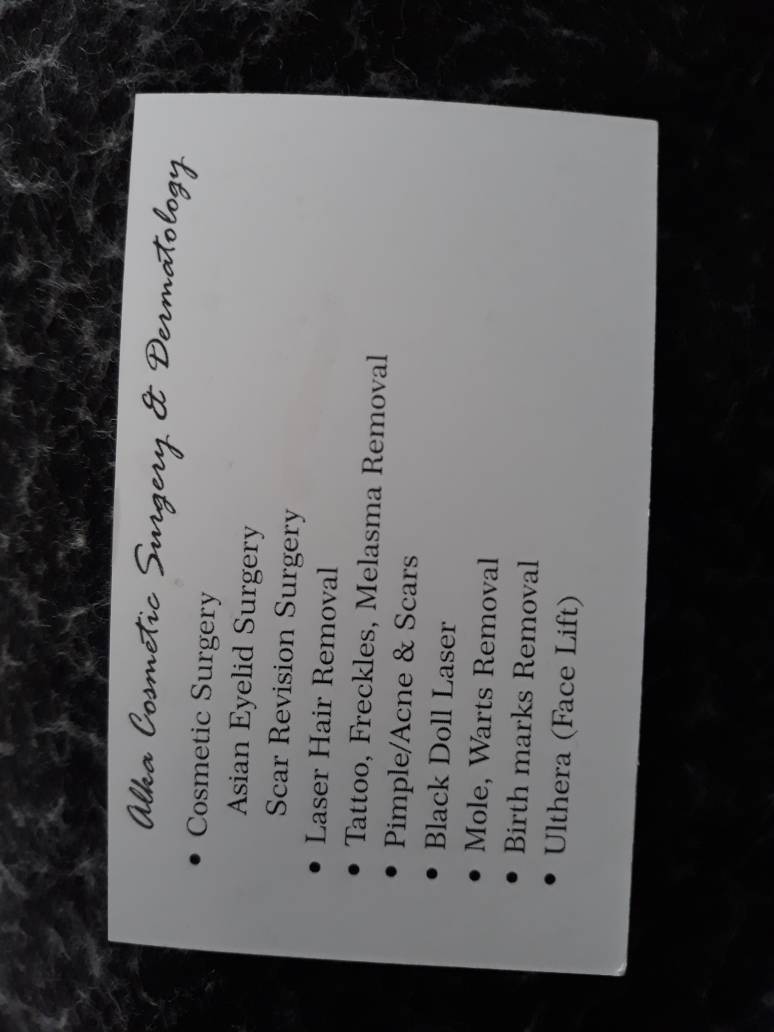 Alka Cosmetic Surgery & Dermatology
• Cosmetic Surgery
Asian Eyelid Surgery
Scar Revision Surgery
• Laser Hair Removal
• Tattoo, Freckles, Melasma Removal
• Pimple/Acne & Scars
• Black Doll Laser
• Mole, Warts Removal
• Birth marks Removal
• Ulthera (Face Lift)